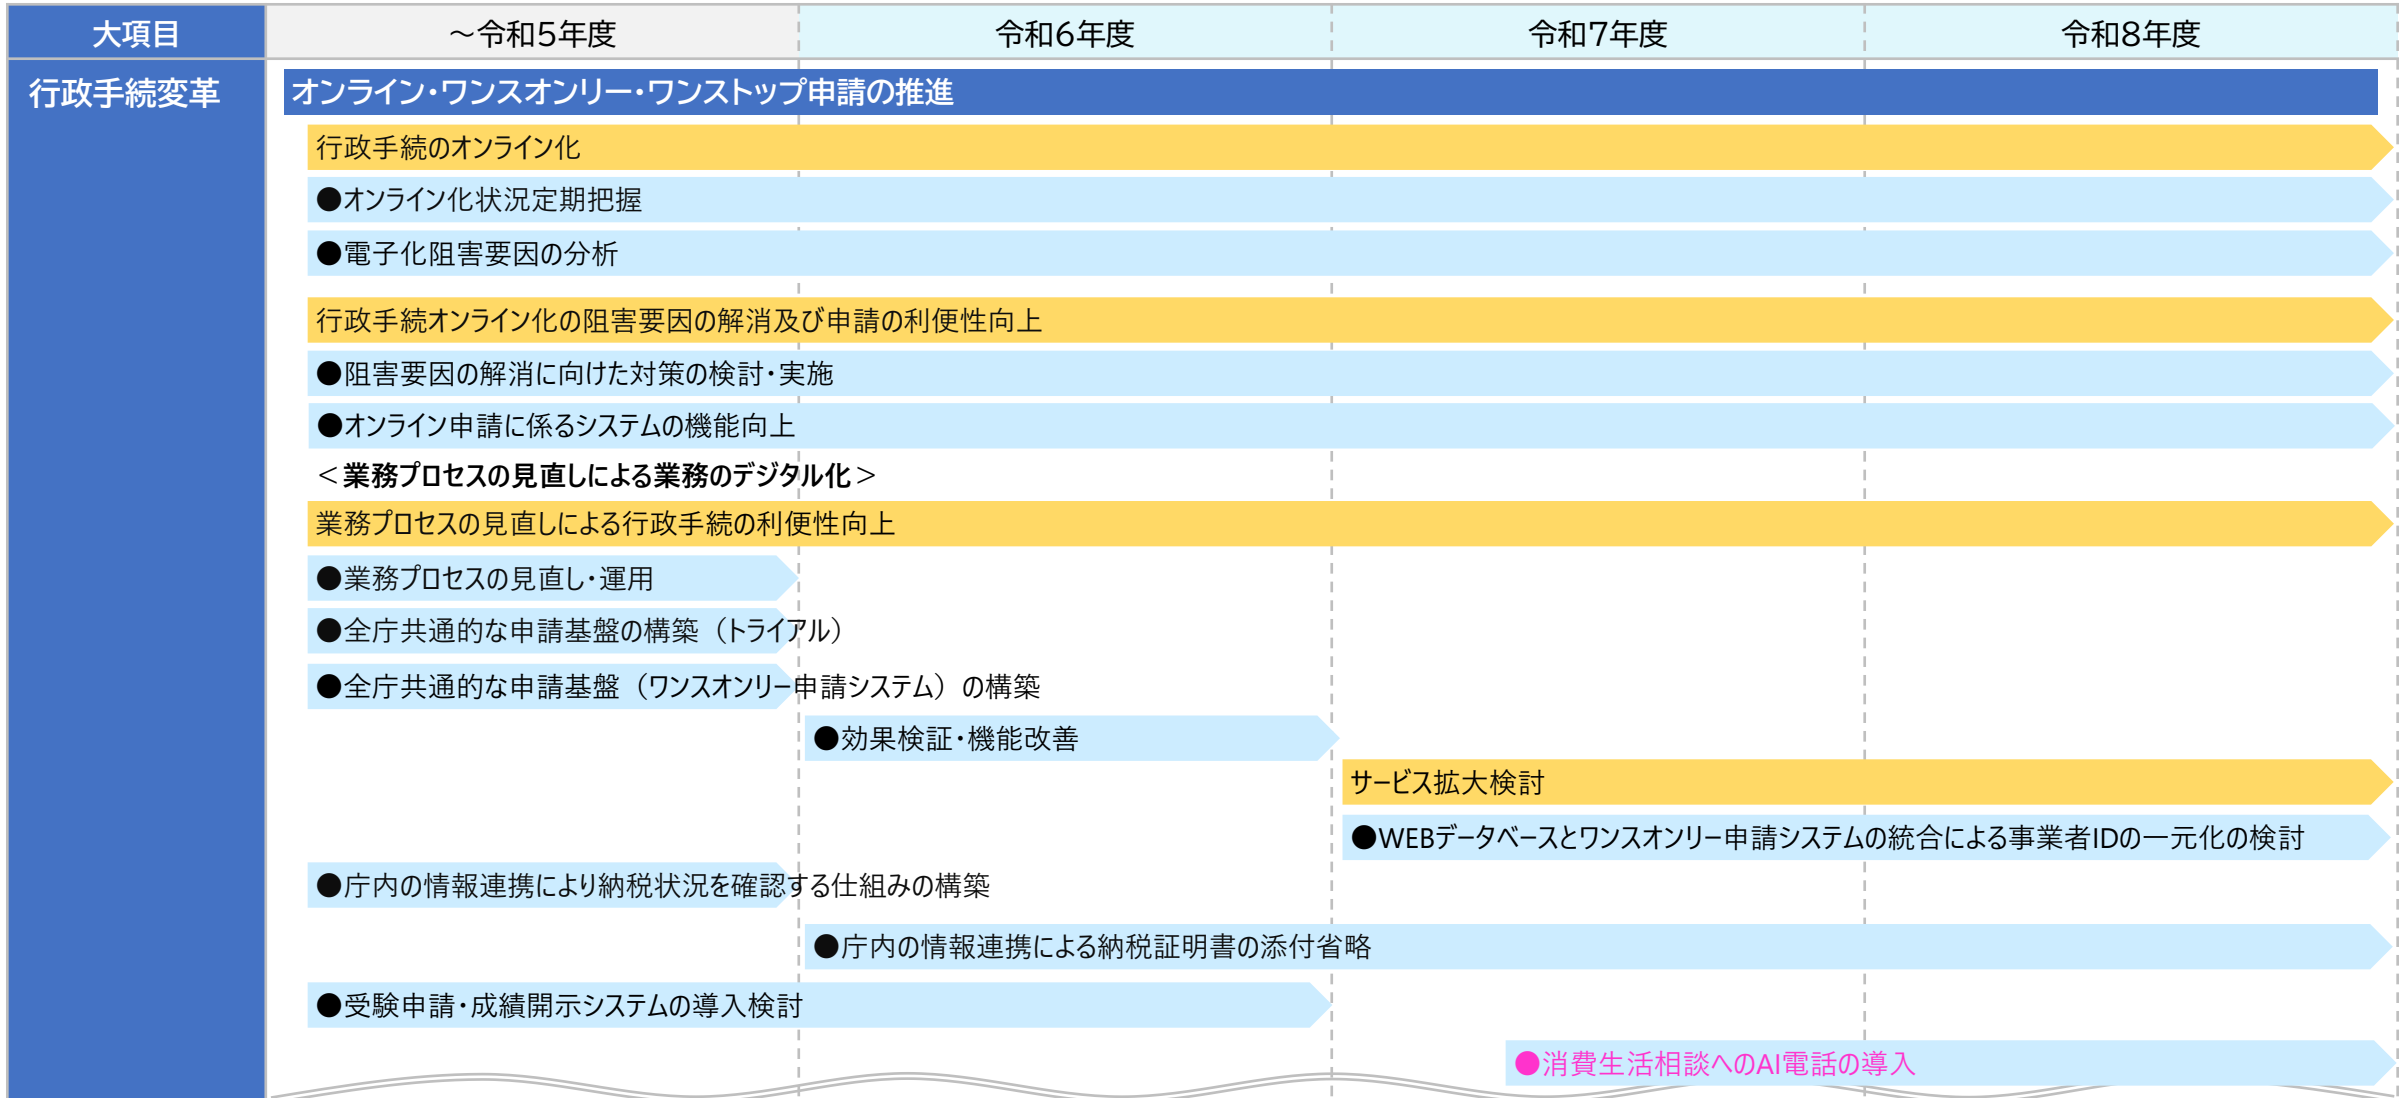 大項目 ～令和5年度 令和6年度 令和7年度 令和8年度
行政手続変革
オンライン・ワンスオンリー・ワンストップ申請の推進
行政手続のオンライン化
●オンライン化状況定期把握
●電子化阻害要因の分析
行政手続オンライン化の阻害要因の解消及び申請の利便性向上
●阻害要因の解消に向けた対策の検討・実施
●オンライン申請に係るシステムの機能向上
＜業務プロセスの見直しによる業務のデジタル化＞
業務プロセスの見直しによる行政手続の利便性向上
●業務プロセスの見直し・運用
●全庁共通的な申請基盤の構築（トライアル）
●全庁共通的な申請基盤（ワンスオンリー申請システム）の構築
●効果検証・機能改善
サービス拡大検討
●WEBデータベースとワンスオンリー申請システムの統合による事業者IDの一元化の検討
●庁内の情報連携により納税状況を確認する仕組みの構築
●庁内の情報連携による納税証明書の添付省略
●受験申請・成績開示システムの導入検討
●消費生活相談へのAI電話の導入